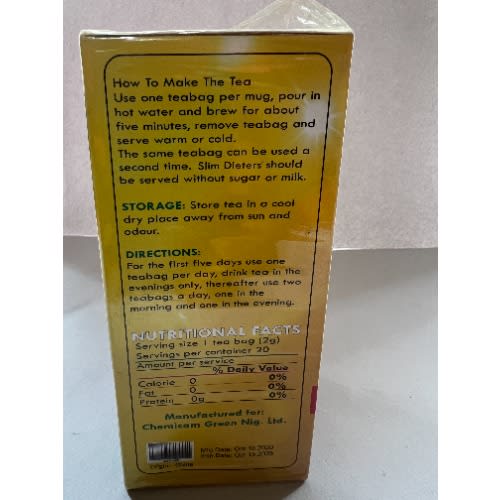 How To Make The Tea
Use one teabag per mug, pour in
hot water and brew for about
five minutes, remove teabag and
serve warm or cold.
The same teabag can be used a
second time. Slim Dieters should
be served without sugar or milk.
STORAGE: Store tea in a cool
dry place away from sun and
odour.
DIRECTIONS:
For the first five days use one
teabag per day, drink tea in the
evenings only, thereafter use two
teabags a day, one in the
morning and one in the evening.
NUTRITIONAL FACTS
Serving size 1 tea bag (2g)
Servings per container 20
Amount per service
% Daily Value
Calorie 0 0%
Fat 0 0%
Protein 0g 0%
Manufactured for:
Chemicam Green Nig. Ltd.
Date:
Date: